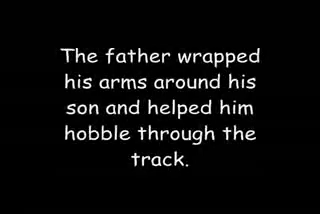 The father wrapped
his arms around his
son and helped him
hobble through the
track.